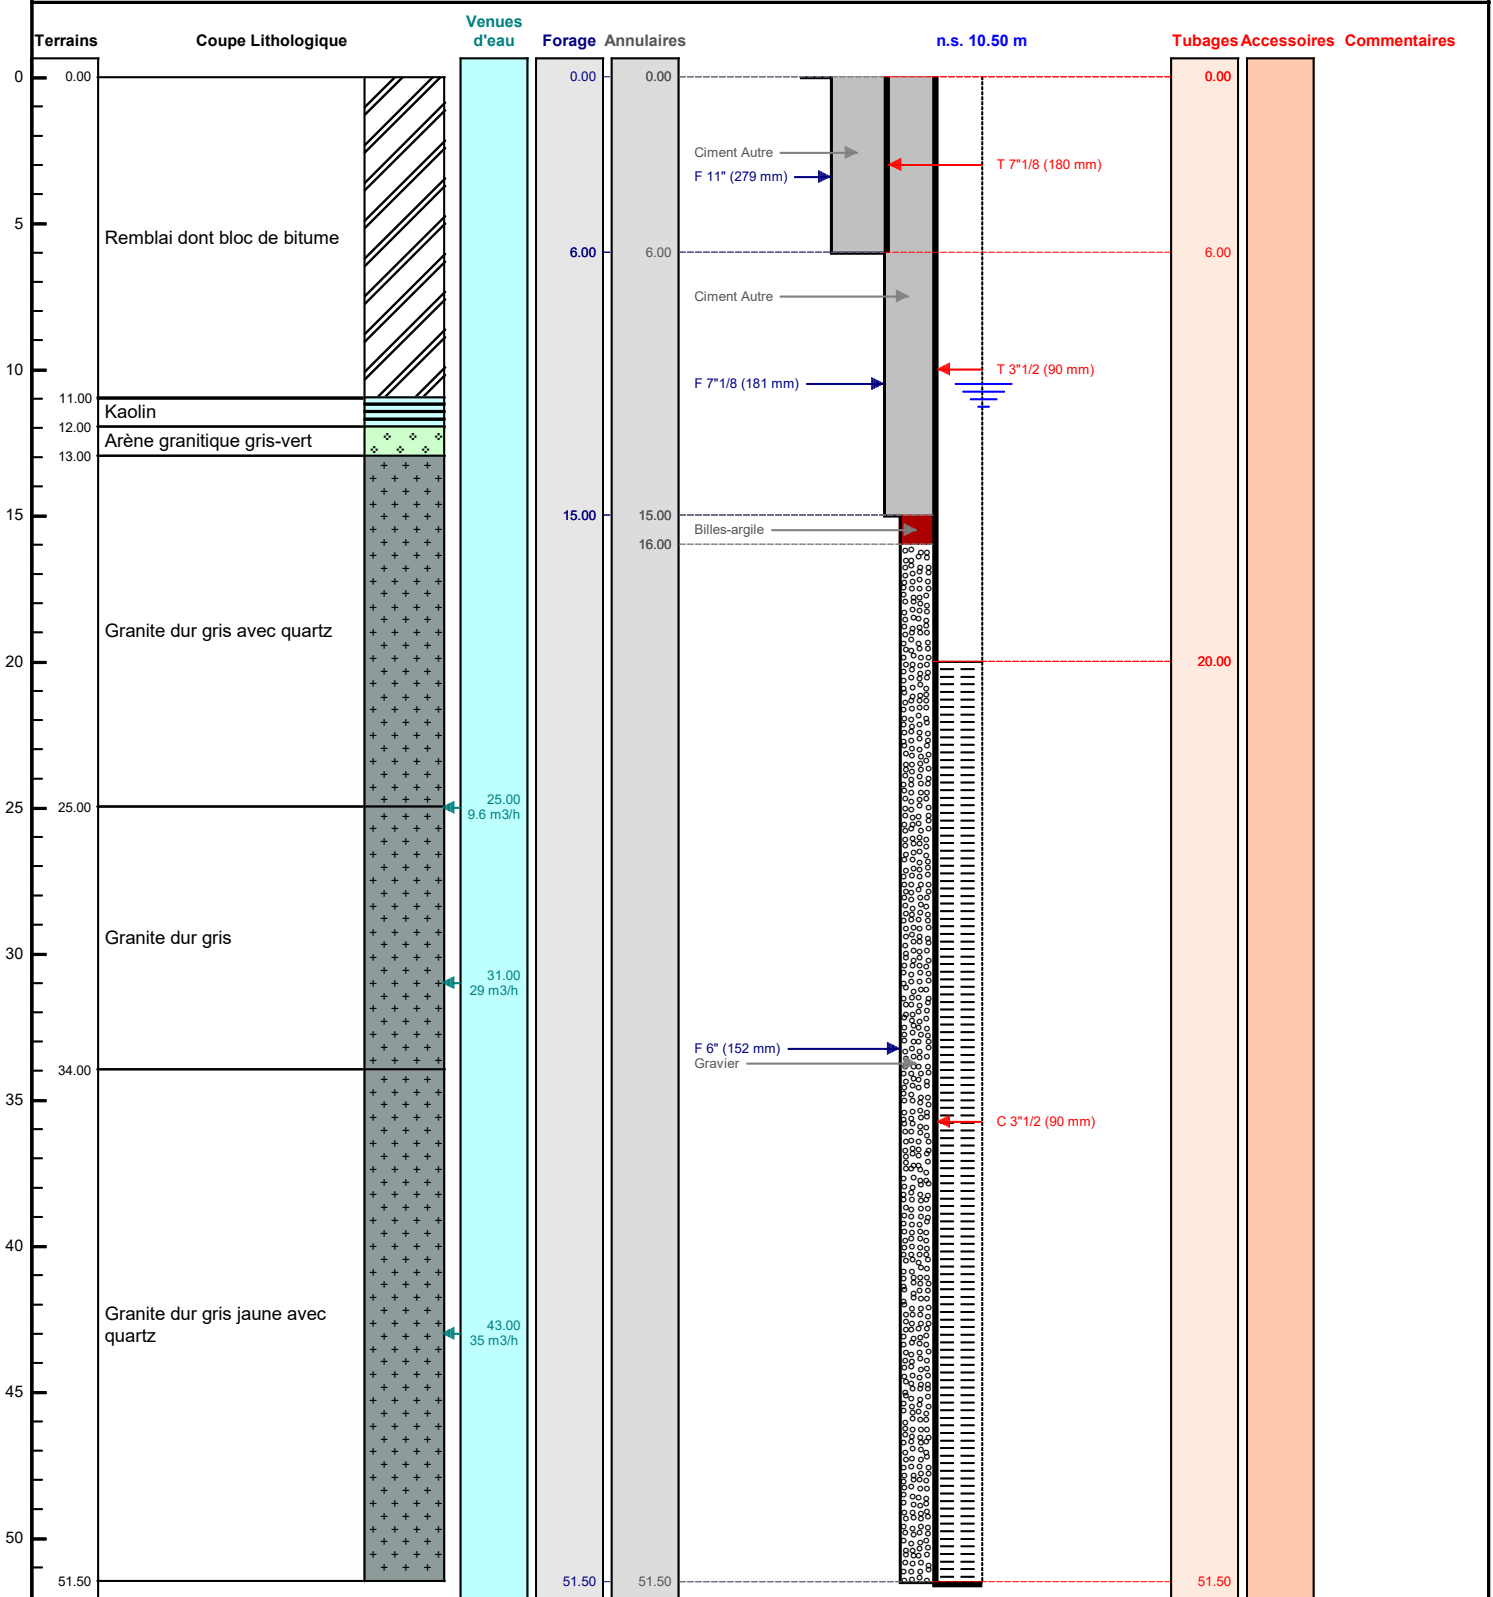 Terrains
Coupe Lithologique
Venues
d'eau
Forage
Annulaires
n.s. 10.50 m
Tubages
Accessoires
Commentaires
0
0.00
0.00
0.00
0.00
Ciment Autre
T 7"1/8 (180 mm)
F 11" (279 mm)
5
Remblai dont bloc de bitume
6.00
6.00
6.00
Ciment Autre
10
T 3"1/2 (90 mm)
F 7"1/8 (181 mm)
11.00
Kaolin
12.00
Arène granitique gris-vert
13.00
15
15.00
15.00
Billes-argile
16.00
Granite dur gris avec quartz
20
20.00
25
25.00
25.00
9.6 m3/h
Granite dur gris
30
31.00
29 m3/h
F 6" (152 mm)
Gravier
34.00
35
C 3"1/2 (90 mm)
40
Granite dur gris jaune avec
quartz
43.00
35 m3/h
45
50
51.50
51.50
51.50
51.50